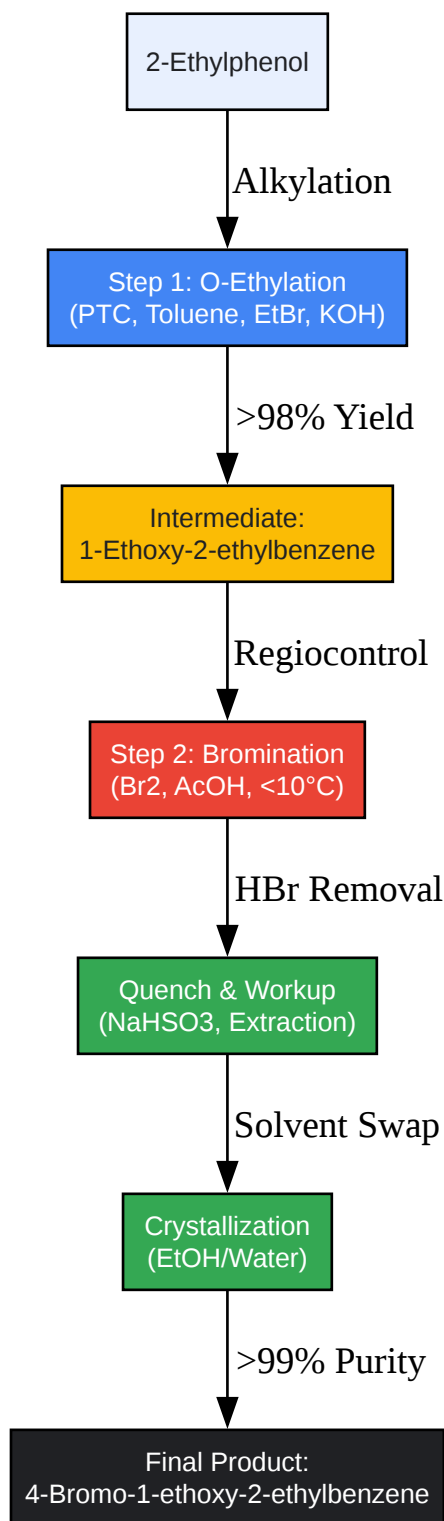 2-Ethylphenol
Alkylation
Step 1: O-Ethylation
(PTC, Toluene, EtBr, KOH)
>98% Yield
Intermediate:
1-Ethoxy-2-ethylbenzene
Regiocontrol
Step 2: Bromination
(Br2, AcOH, <10°C)
HBr Removal
Quench & Workup
(NaHSO3, Extraction)
Solvent Swap
Crystallization
(EtOH/Water)
>99% Purity
Final Product:
4-Bromo-1-ethoxy-2-ethylbenzene